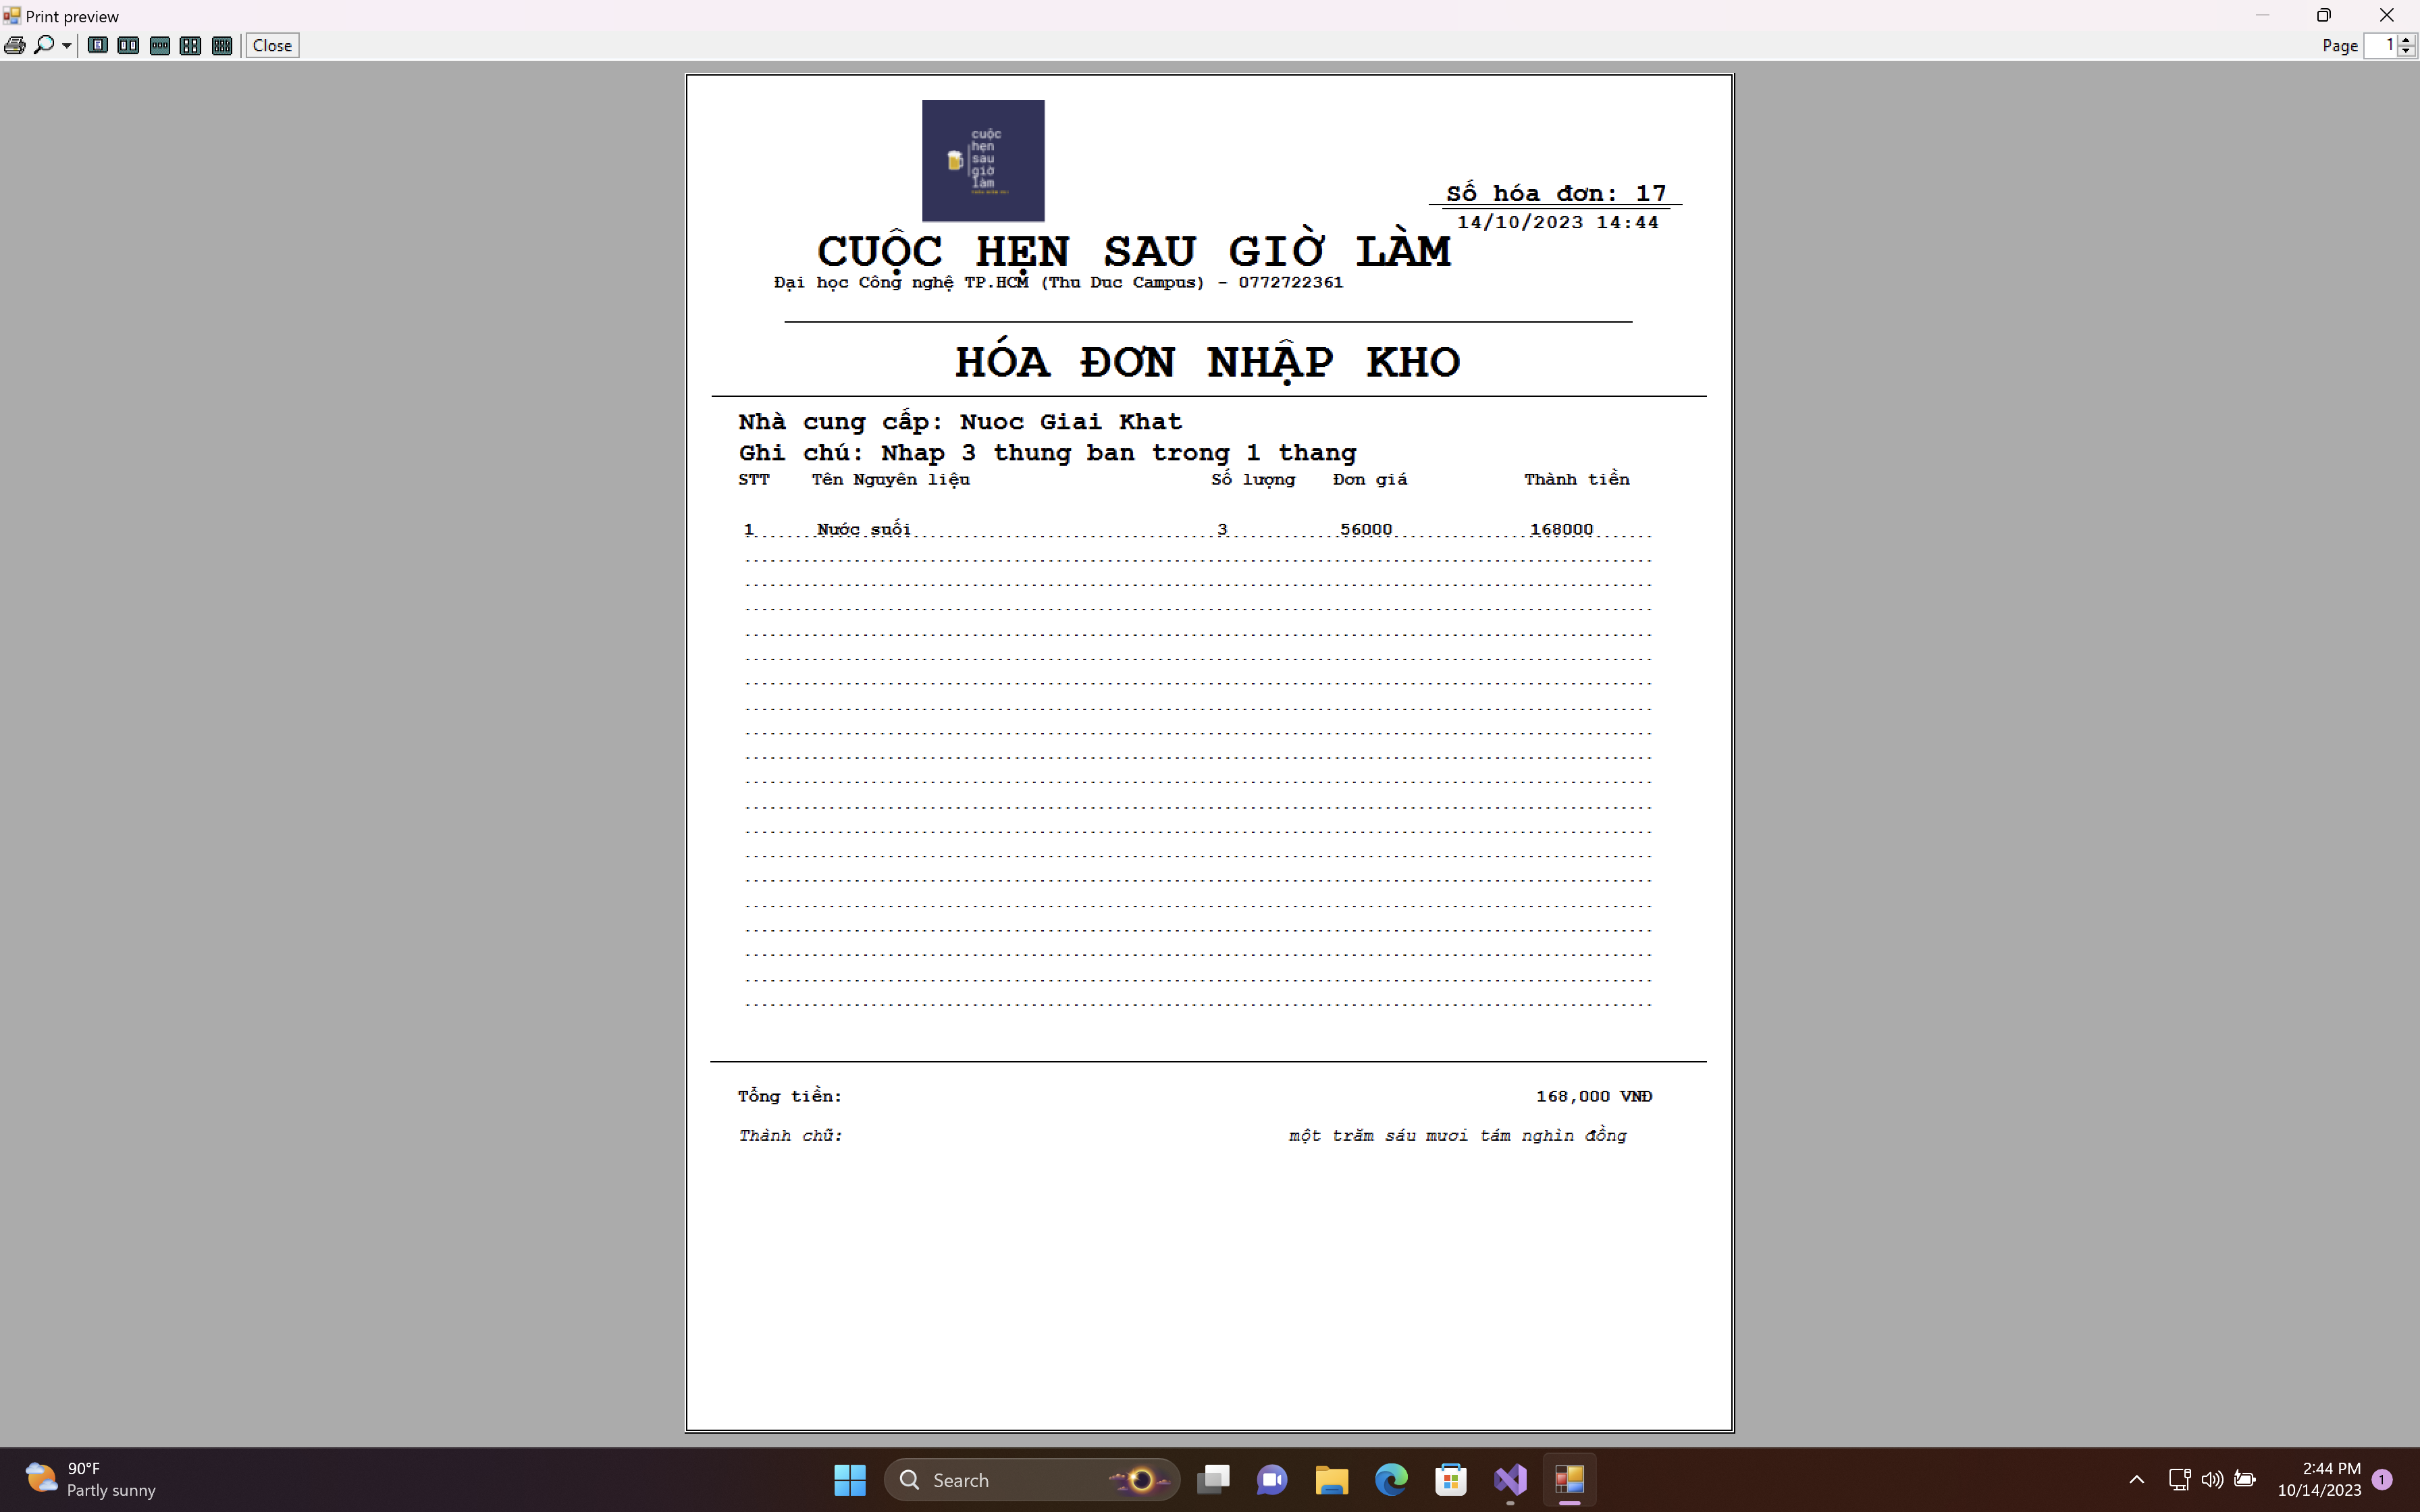 Print preview
Close
Page 1
cuộc
hẹn
sau
giờ
làm
Số hóa đơn: 17
14/10/2023 14:44
CUỘC HẸN SAU GIỜ LÀM
Đại học Công nghệ TP.HCM (Thu Duc Campus) - 0772722361
HÓA ĐƠN NHẬP KHO
Nhà cung cấp: Nuoc Giai Khat
Ghi chú: Nhap 3 thung ban trong 1 thang
STT Tên Nguyên liệu Số lượng Đơn giá Thành tiền
1 Nước suối 3 56000 168000
Tổng tiền: 168,000 VNĐ
Thành chữ: một trăm sáu mươi tám nghìn đồng
90°F
Partly sunny
Search
2:44 PM
10/14/2023
1